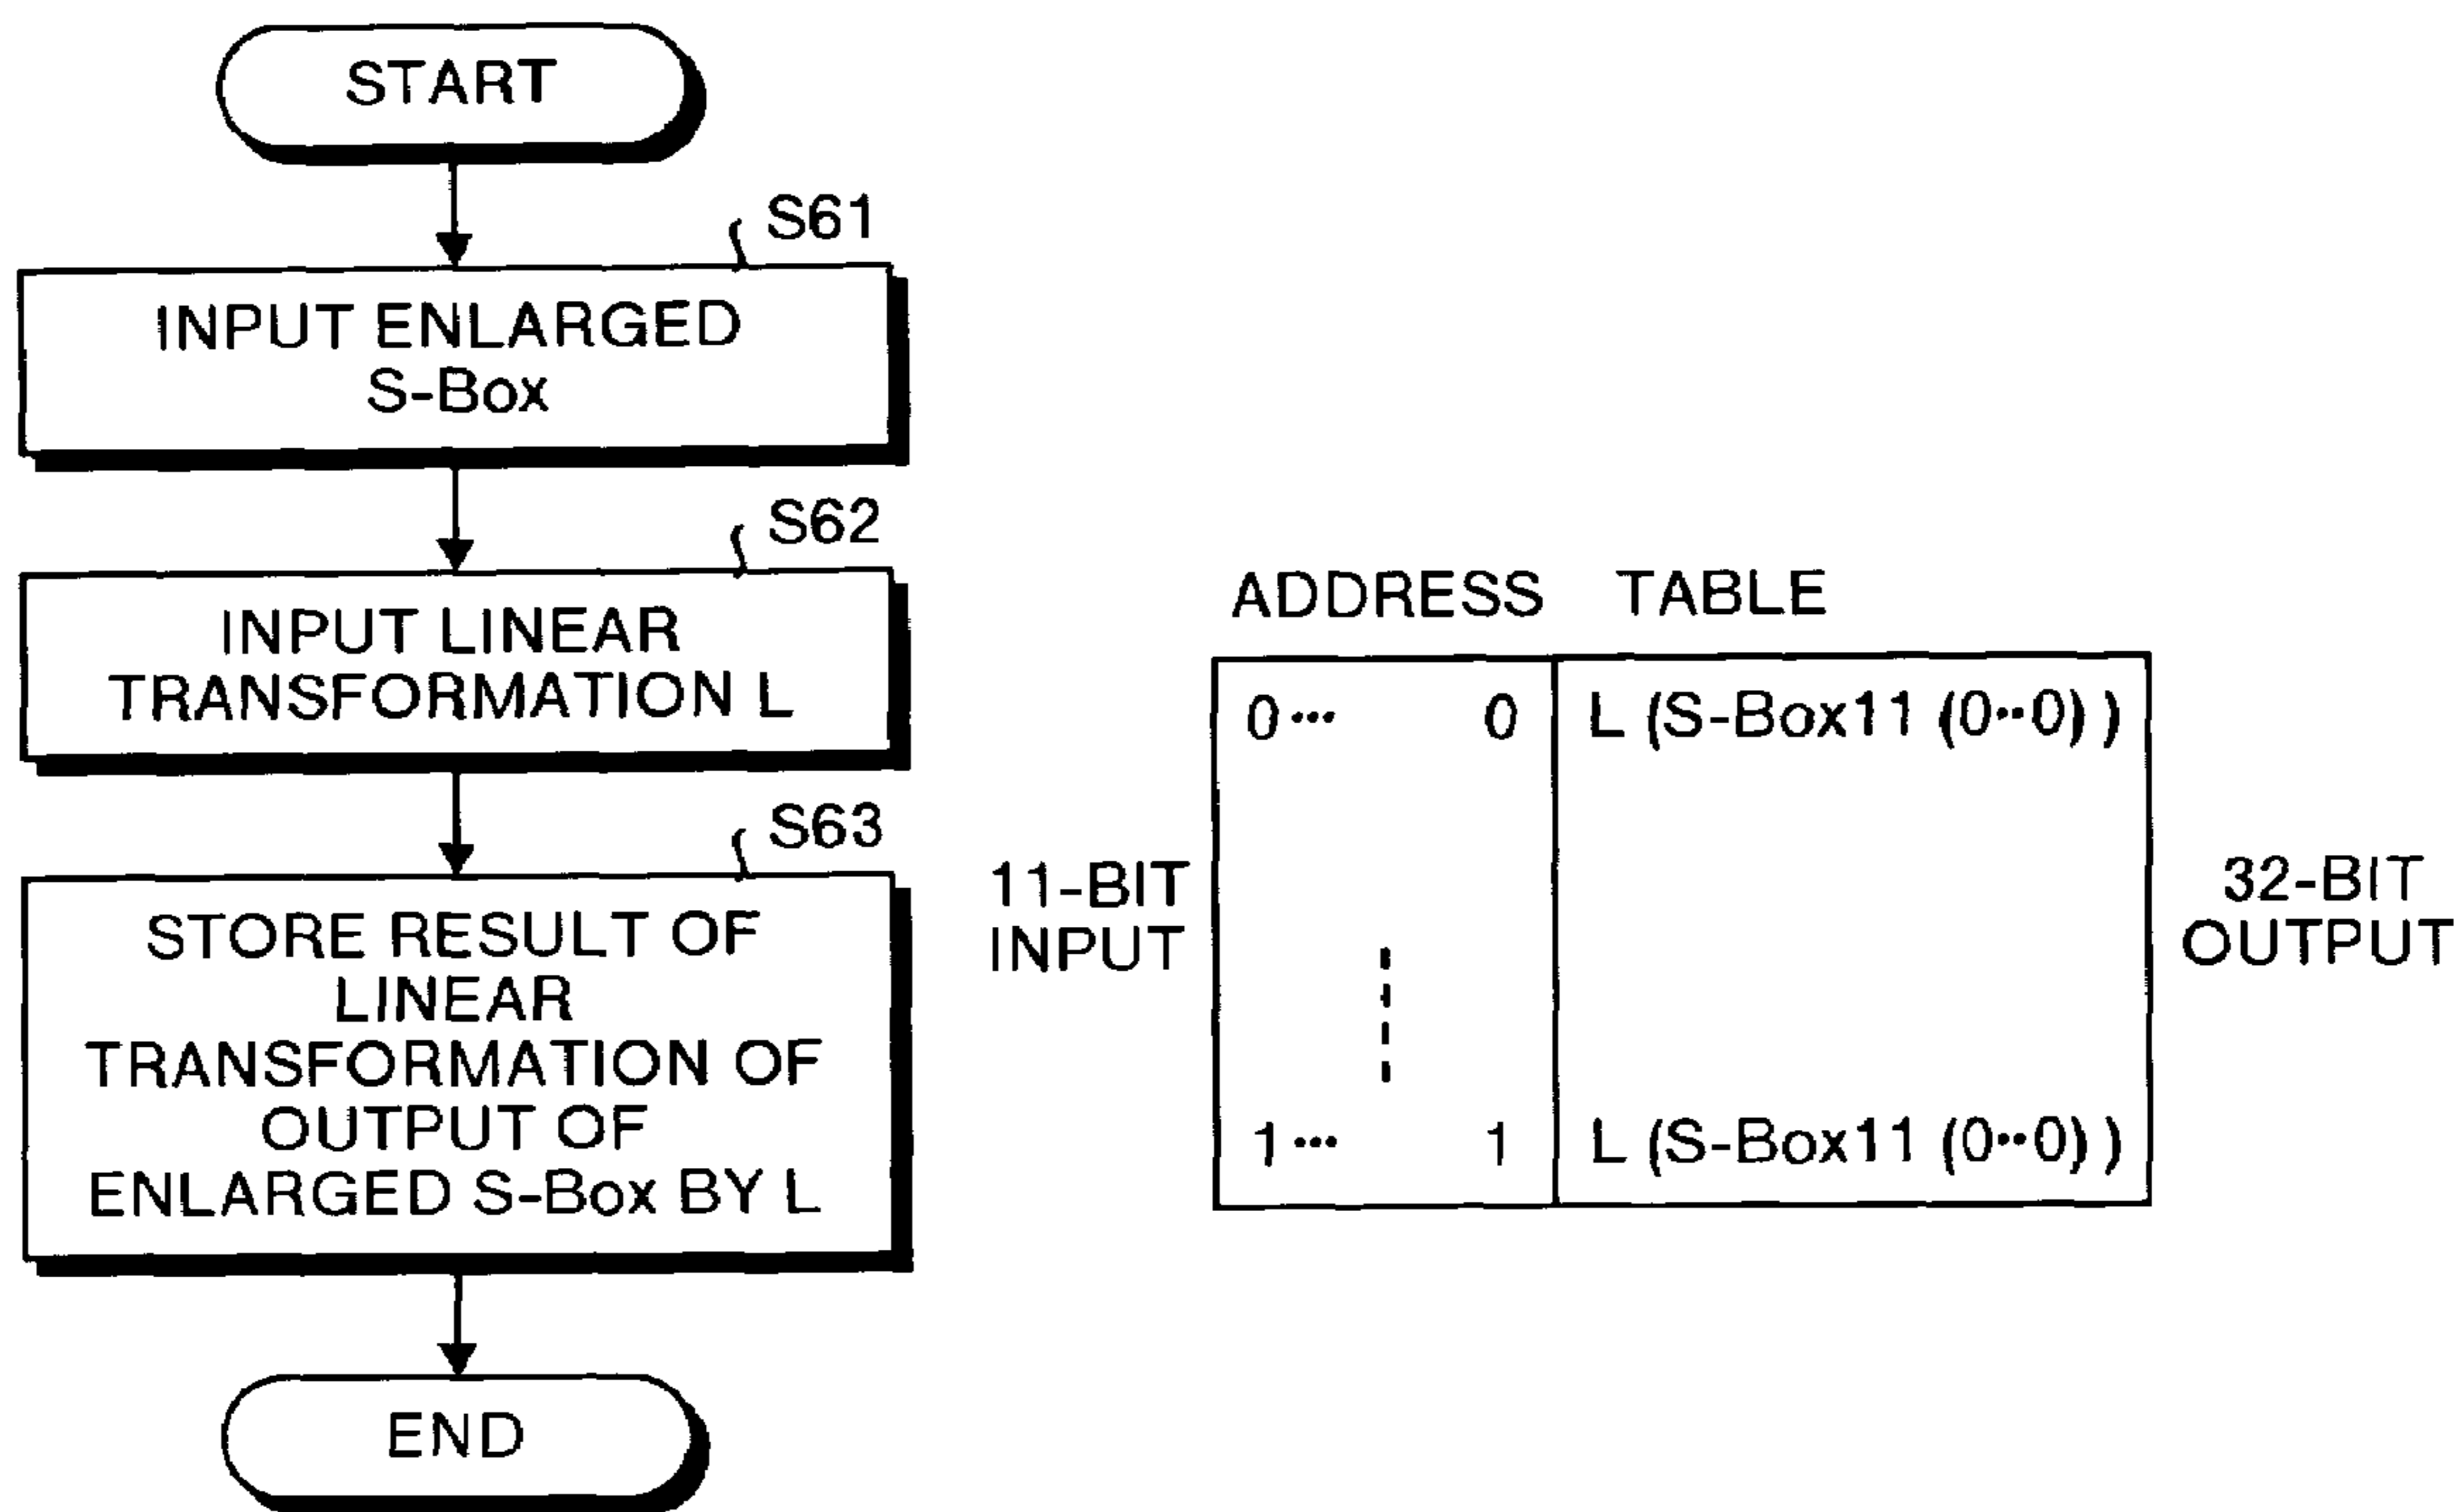 START
S61
INPUT ENLARGED
S-Box
S62
INPUT LINEAR
TRANSFORMATION L
S63
STORE RESULT OF
LINEAR
TRANSFORMATION OF
OUTPUT OF
ENLARGED S-Box BY L
END
ADDRESS TABLE
0··· 0 L (S-Box11 (0··0) )
11-BIT
INPUT
32-BIT
OUTPUT
1··· 1 L (S-Box11 (0··0) )